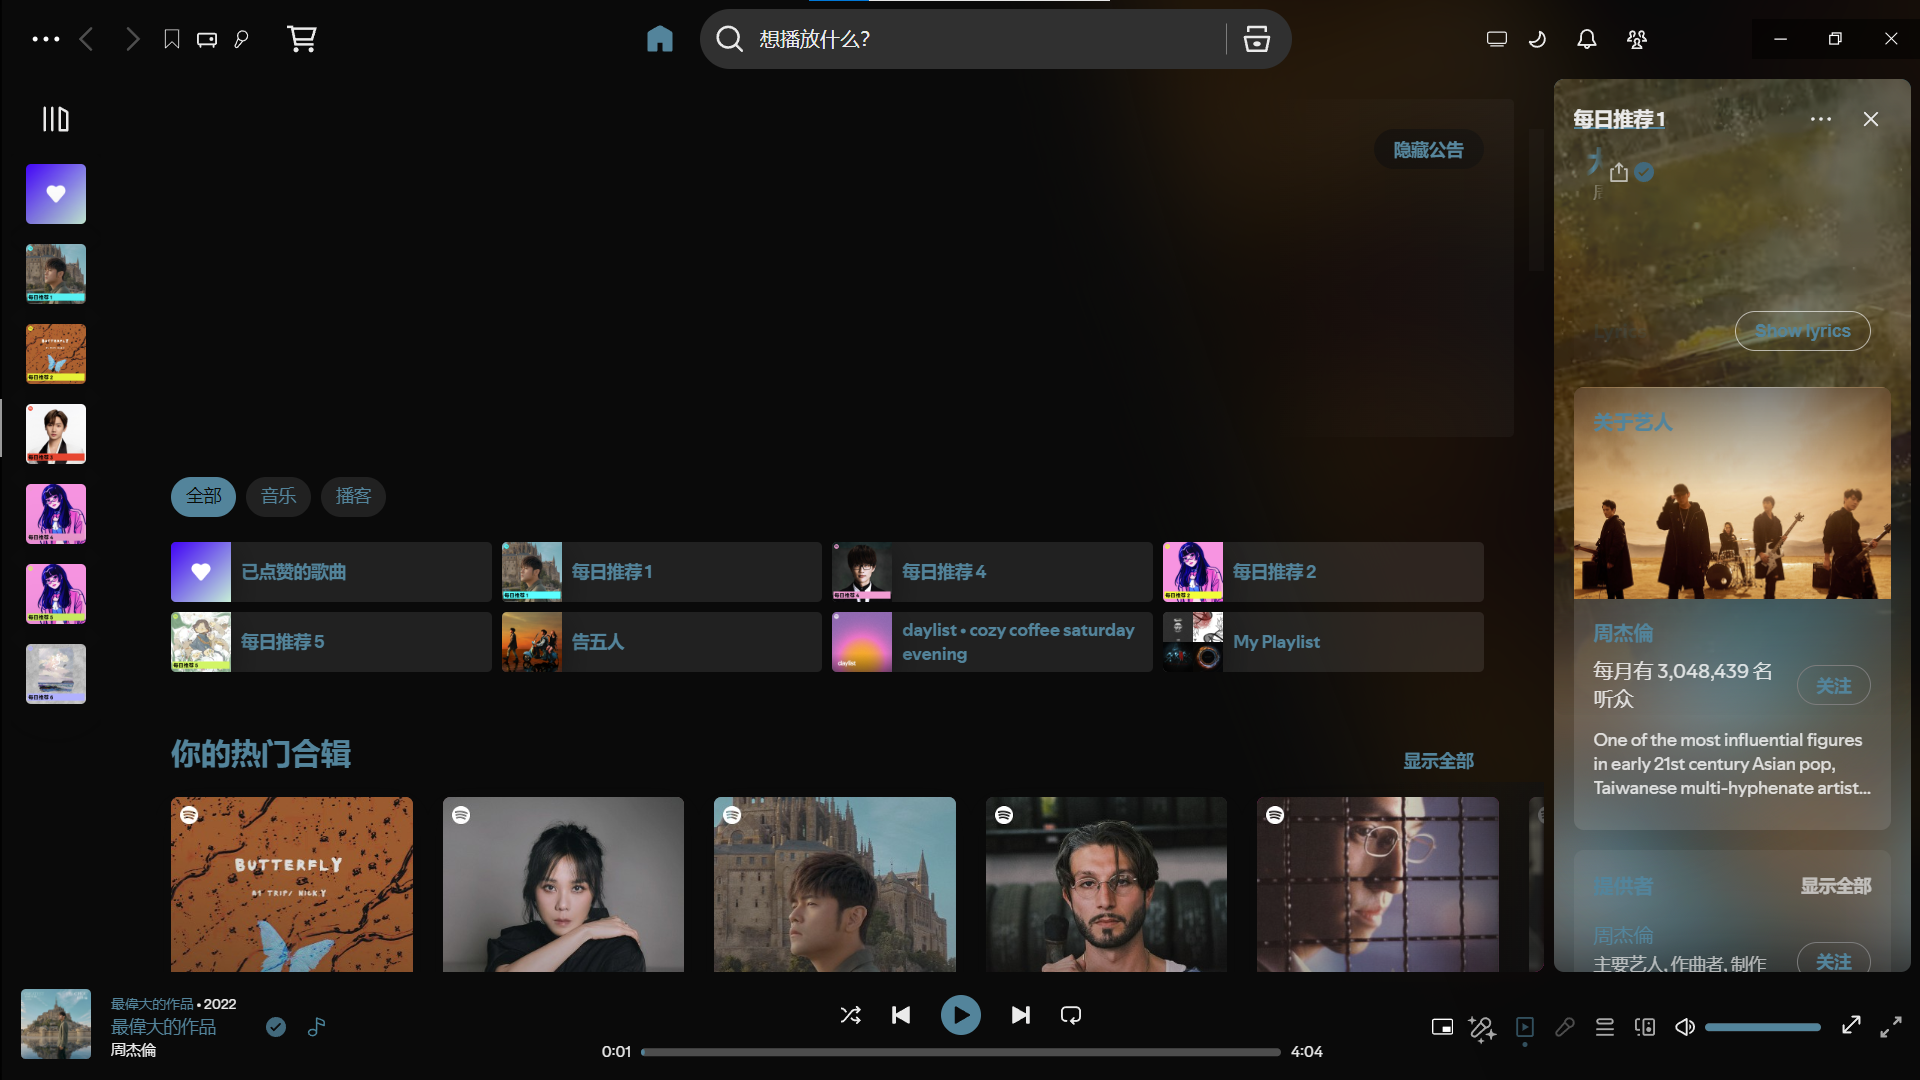 想播放什么?
每日推荐 1
隐藏公告
Show lyrics
关于艺人
全部
音乐
播客
已点赞的歌曲
每日推荐 1
每日推荐 4
每日推荐 2
每日推荐 5
告五人
daylist • cozy coffee saturday
evening
My Playlist
周杰倫
每月有 3,048,439 名
听众
关注
One of the most influential figures
in early 21st century Asian pop,
Taiwanese multi-hyphenate artist...
你的热门合辑
显示全部
BUTTERFLY
提供者
显示全部
周杰倫
主要艺人, 作曲者, 制作
关注
最偉大的作品 • 2022
最偉大的作品
周杰倫
0:01
4:04